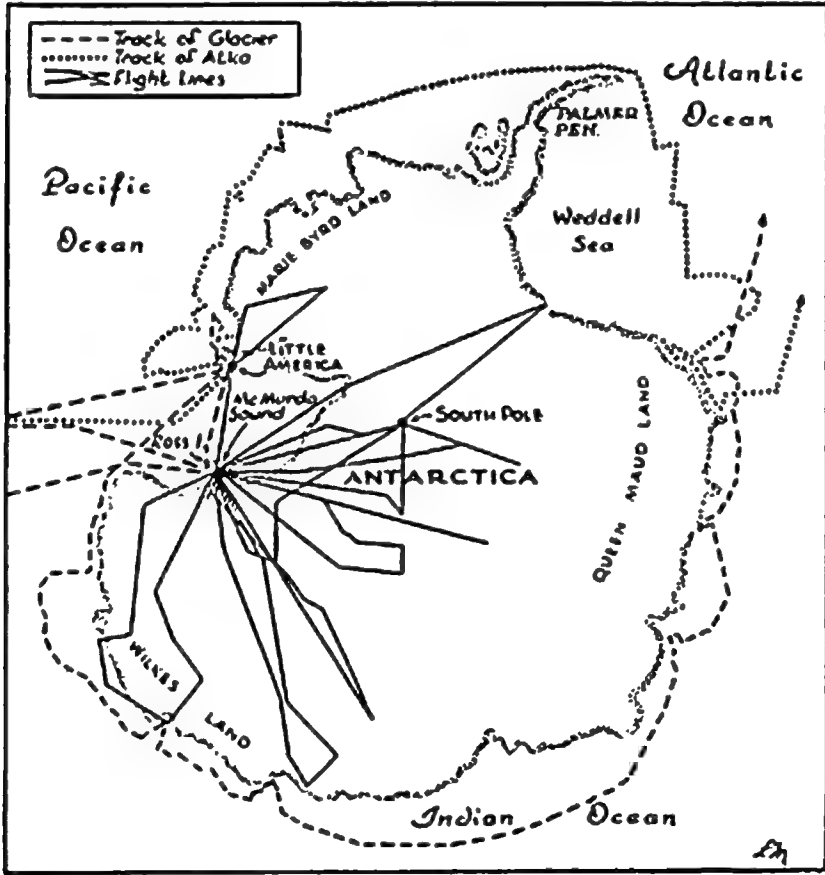 Track of Glacier
Track of Atka
Flight lines
Atlantic
Ocean
PALMER
PEN.
Pacific
Ocean
Weddell
Sea
MARIE BYRD LAND
LITTLE
AMERICA
McMurdo
Sound
SOUTH POLE
ROSS I.
ANTARCTICA
QUEEN MAUD LAND
WILKES
LAND
Indian Ocean